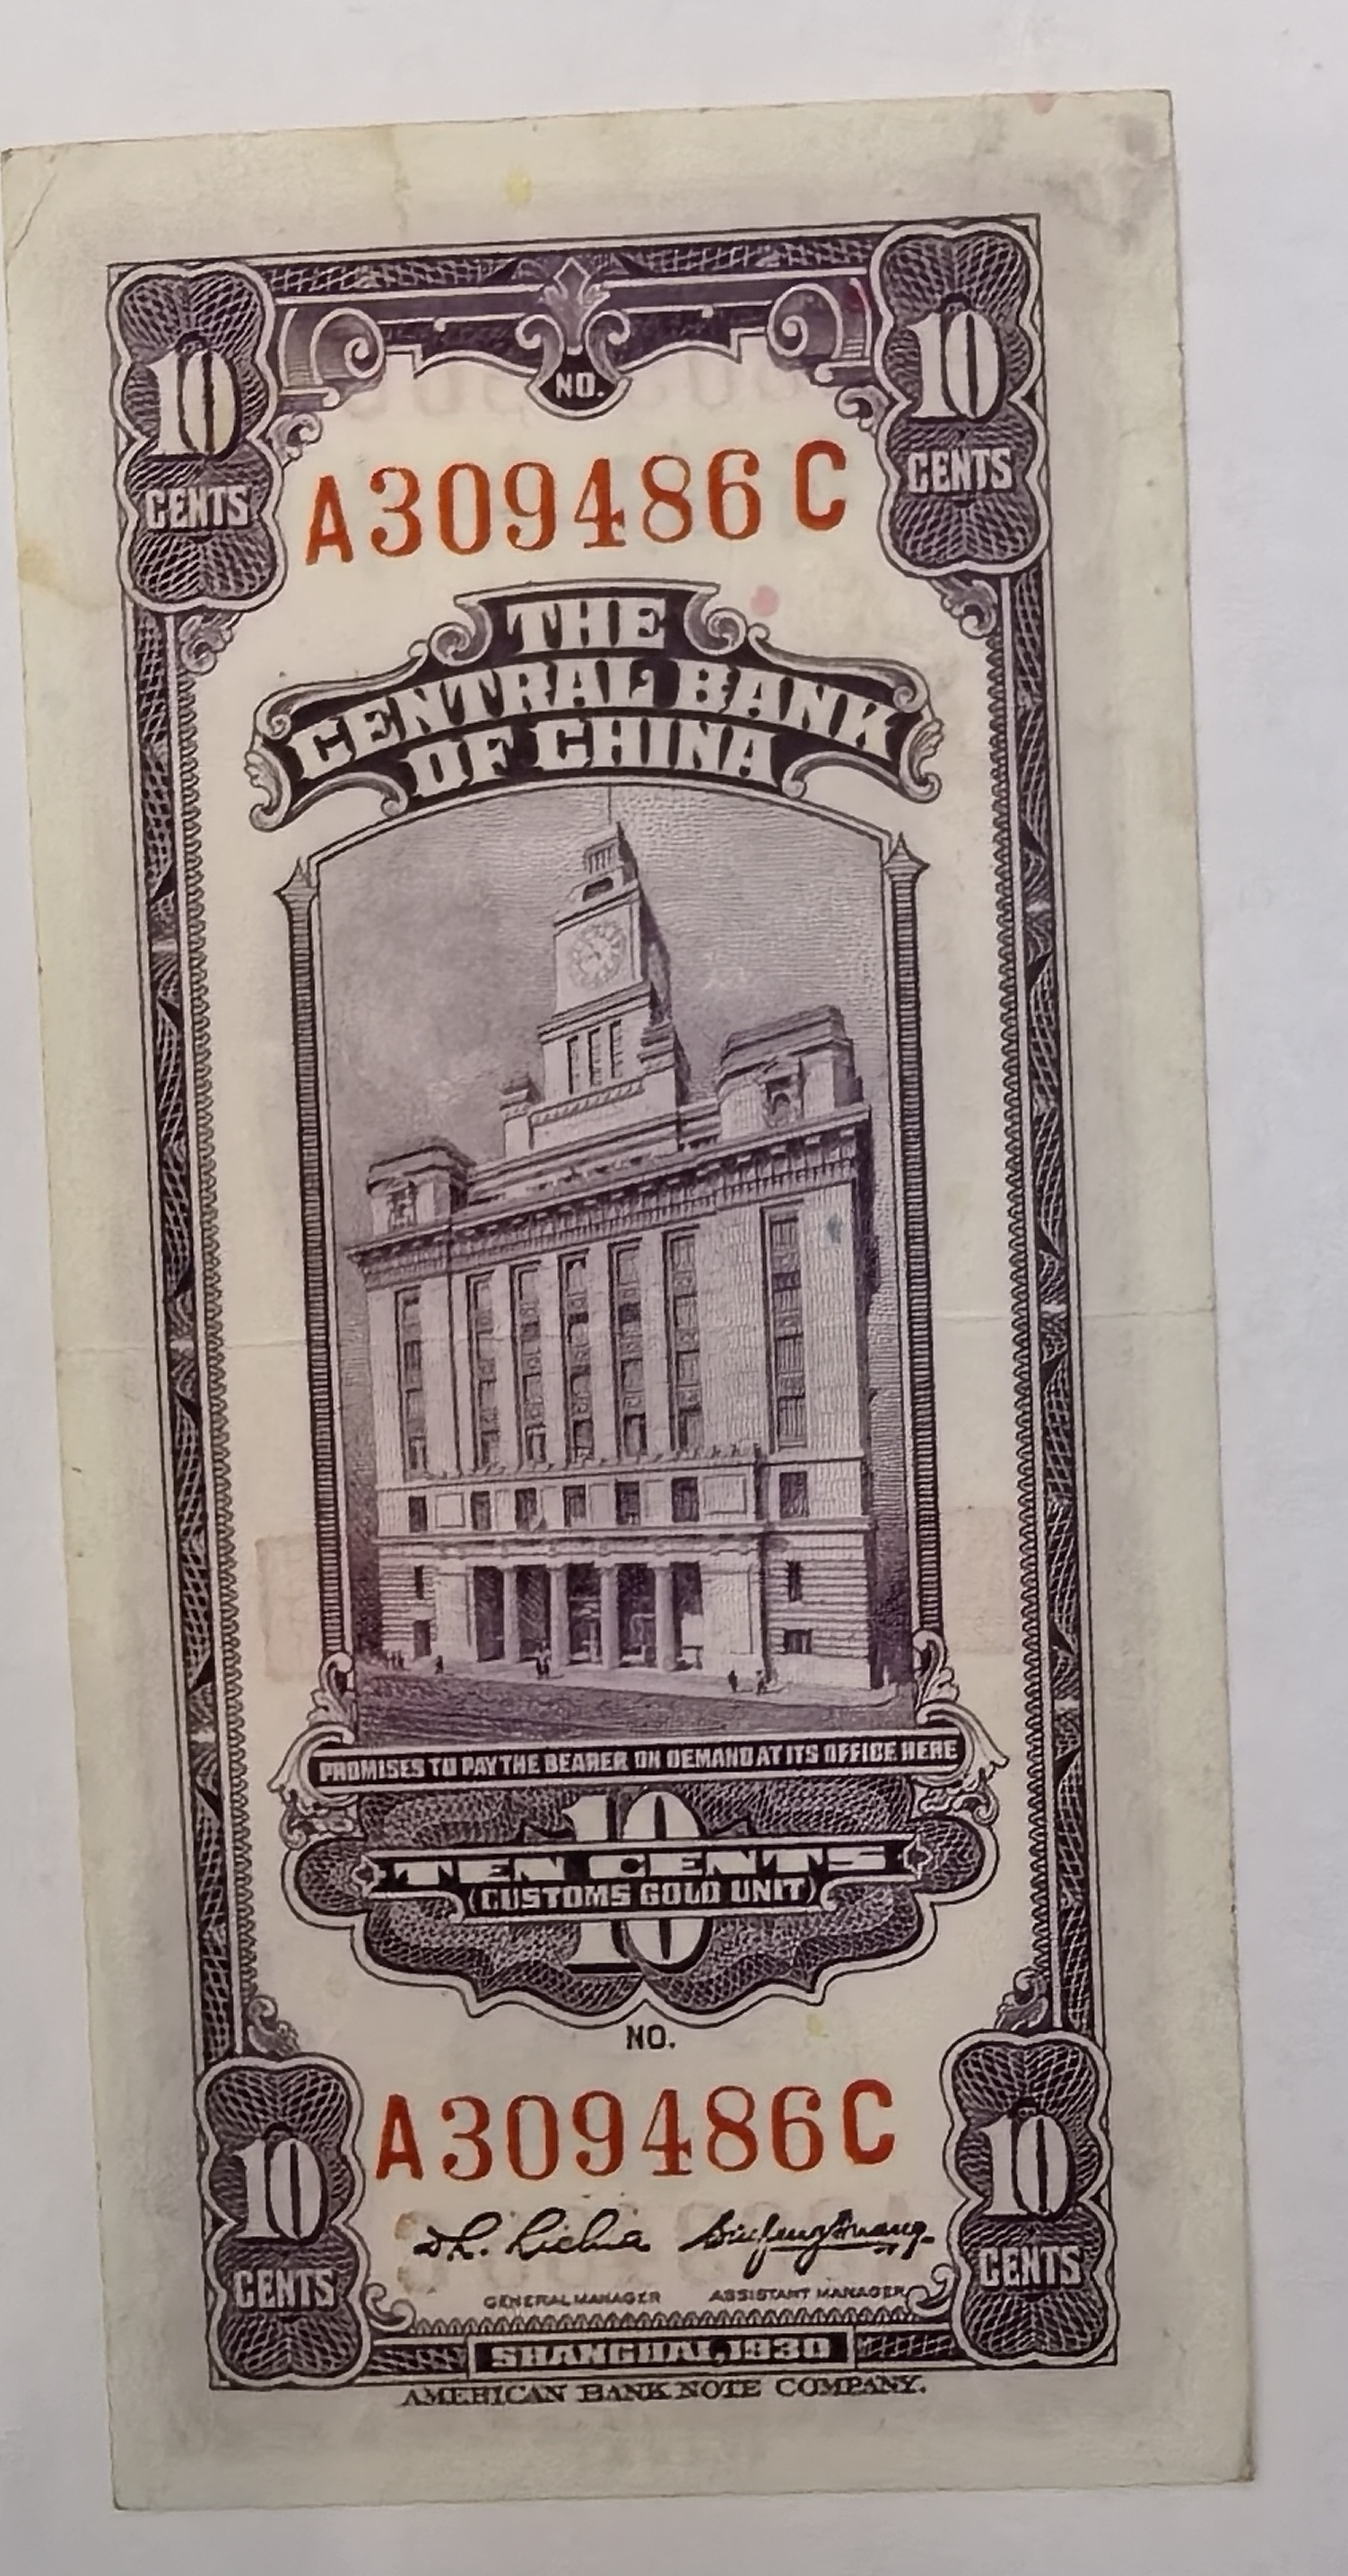 10 CENTS
NO.
10 CENTS
A309486C
THE
CENTRAL BANK
OF CHINA
PROMISES TO PAY THE BEARER ON DEMAND AT ITS OFFICE HERE
10
TEN CENTS
(CUSTOMS GOLD UNIT)
10
NO.
A309486C
10 CENTS
10 CENTS
GENERAL MANAGER ASSISTANT MANAGER
SHANGHAI, 1930
AMERICAN BANK NOTE COMPANY.